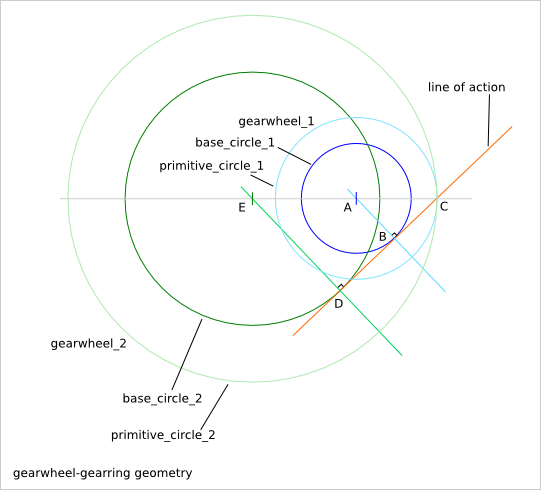 line of action
gearwheel_1
base_circle_1
primitive_circle_1
E
A
C
B
D
gearwheel_2
base_circle_2
primitive_circle_2
gearwheel-gearring geometry